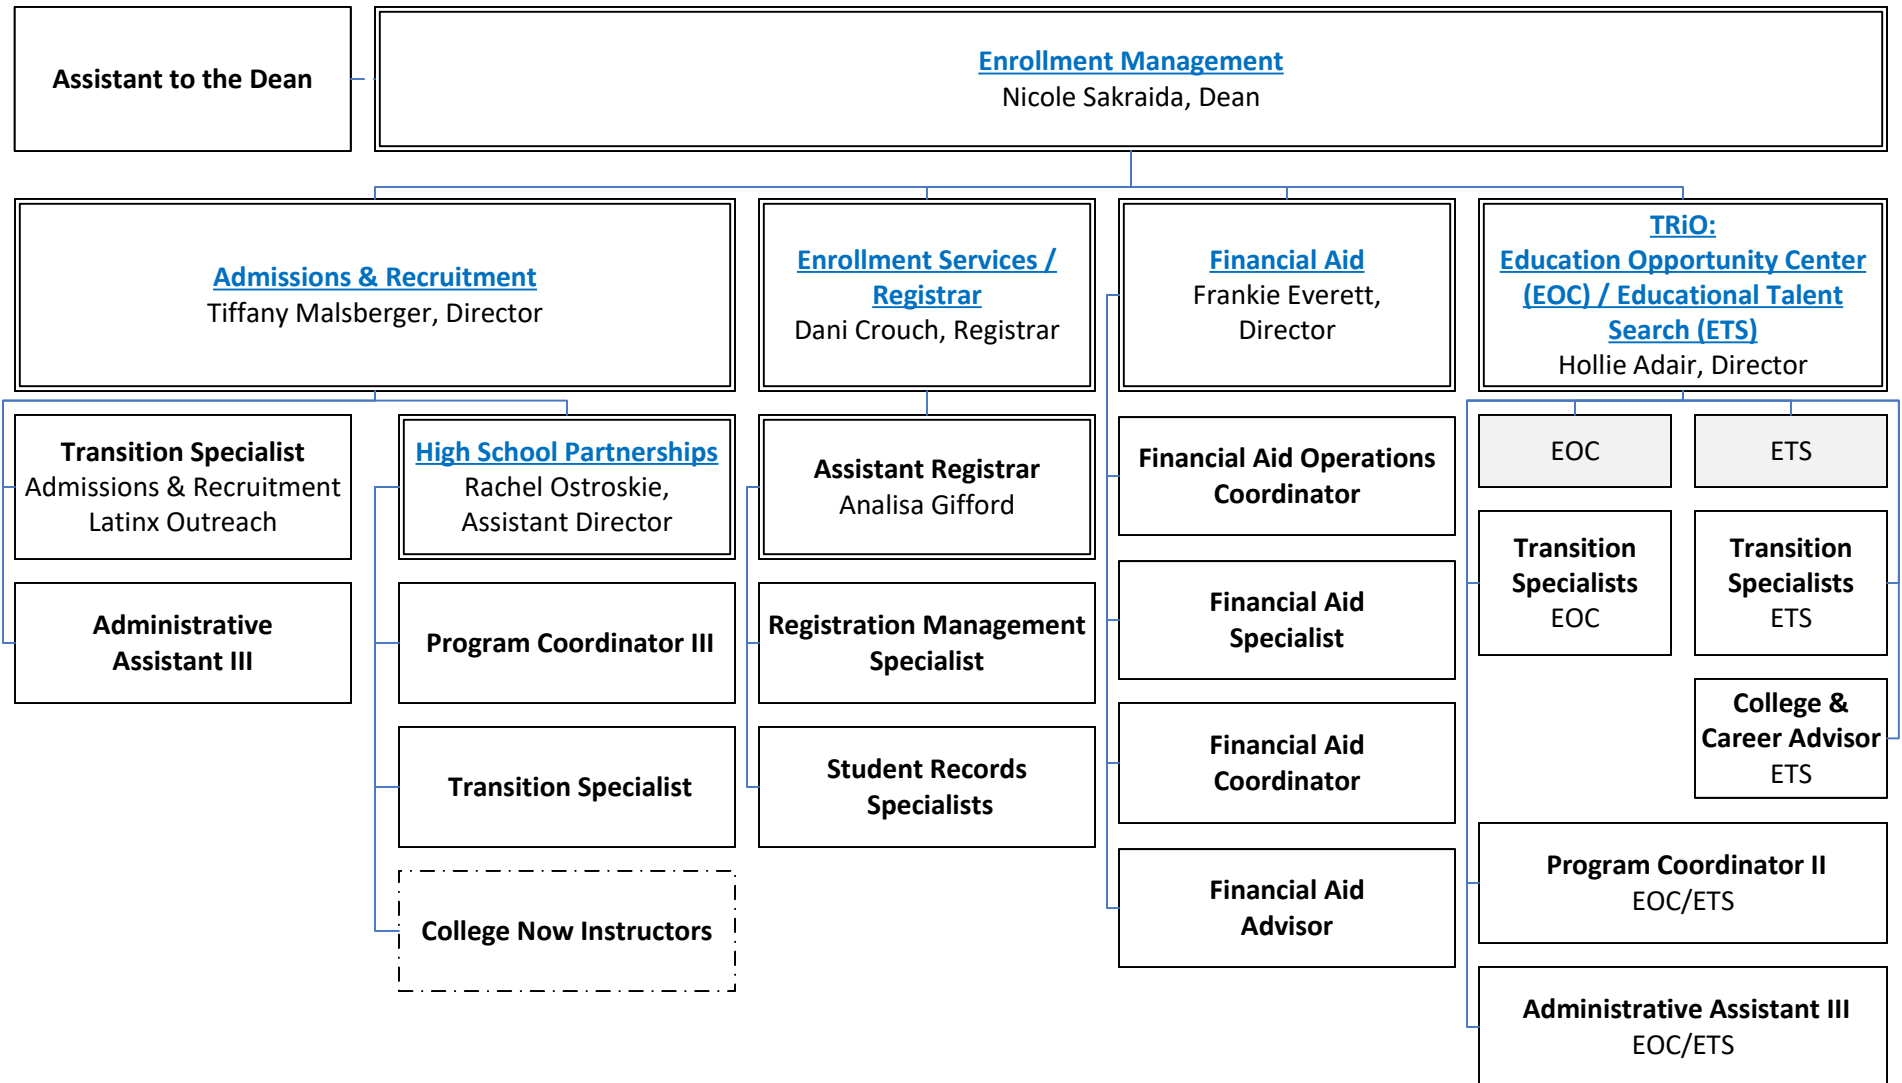 Assistant to the Dean
Enrollment Management
Nicole Sakraida, Dean
Admissions & Recruitment
Tiffany Malsberger, Director
Enrollment Services /
Registrar
Dani Crouch, Registrar
Financial Aid
Frankie Everett,
Director
TRiO:
Education Opportunity Center
(EOC) / Educational Talent
Search (ETS)
Hollie Adair, Director
Transition Specialist
Admissions & Recruitment
Latinx Outreach
Administrative
Assistant III
High School Partnerships
Rachel Ostroskie,
Assistant Director
Program Coordinator III
Transition Specialist
College Now Instructors
Assistant Registrar
Analisa Gifford
Registration Management
Specialist
Student Records
Specialists
Financial Aid Operations
Coordinator
Financial Aid
Specialist
Financial Aid
Coordinator
Financial Aid
Advisor
EOC
Transition
Specialists
EOC
ETS
Transition
Specialists
ETS
College &
Career Advisor
ETS
Program Coordinator II
EOC/ETS
Administrative Assistant III
EOC/ETS